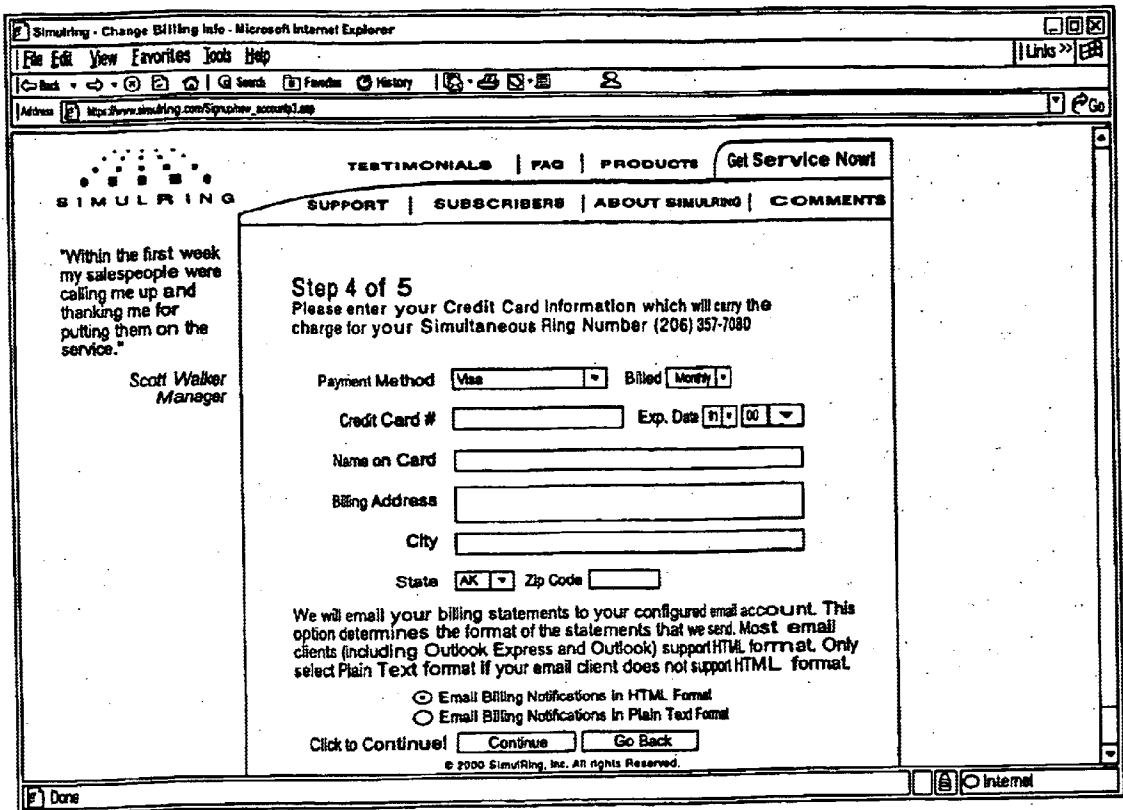 Simulring - Change Billing Info - Microsoft Internet Explorer
File Edit View Favorites Tools Help
Links >>
Back Search Favorites History
Address https://www.simulring.com/Signup/new_accountp3.asp Go
TESTIMONIALS | FAQ | PRODUCTS Get Service Now!
SIMULRING
SUPPORT | SUBSCRIBERS | ABOUT SIMULRING | COMMENTS
"Within the first week
my salespeople were
calling me up and
thanking me for
putting them on the
service."
Scott Walker
Manager
Step 4 of 5
Please enter your Credit Card Information which will carry the
charge for your Simultaneous Ring Number (206) 357-7080
Payment Method Visa Billed Monthly
Credit Card # Exp. Date 00
Name on Card
Billing Address
City
State AK Zip Code
We will email your billing statements to your configured email account. This
option determines the format of the statements that we send. Most email
clients (including Outlook Express and Outlook) support HTML format. Only
select Plain Text format if your email client does not support HTML format.
Email Billing Notifications in HTML Format
Email Billing Notifications in Plain Text Format
Click to Continue! Continue Go Back
© 2000 SimulRing, Inc. All rights Reserved.
Done Internet